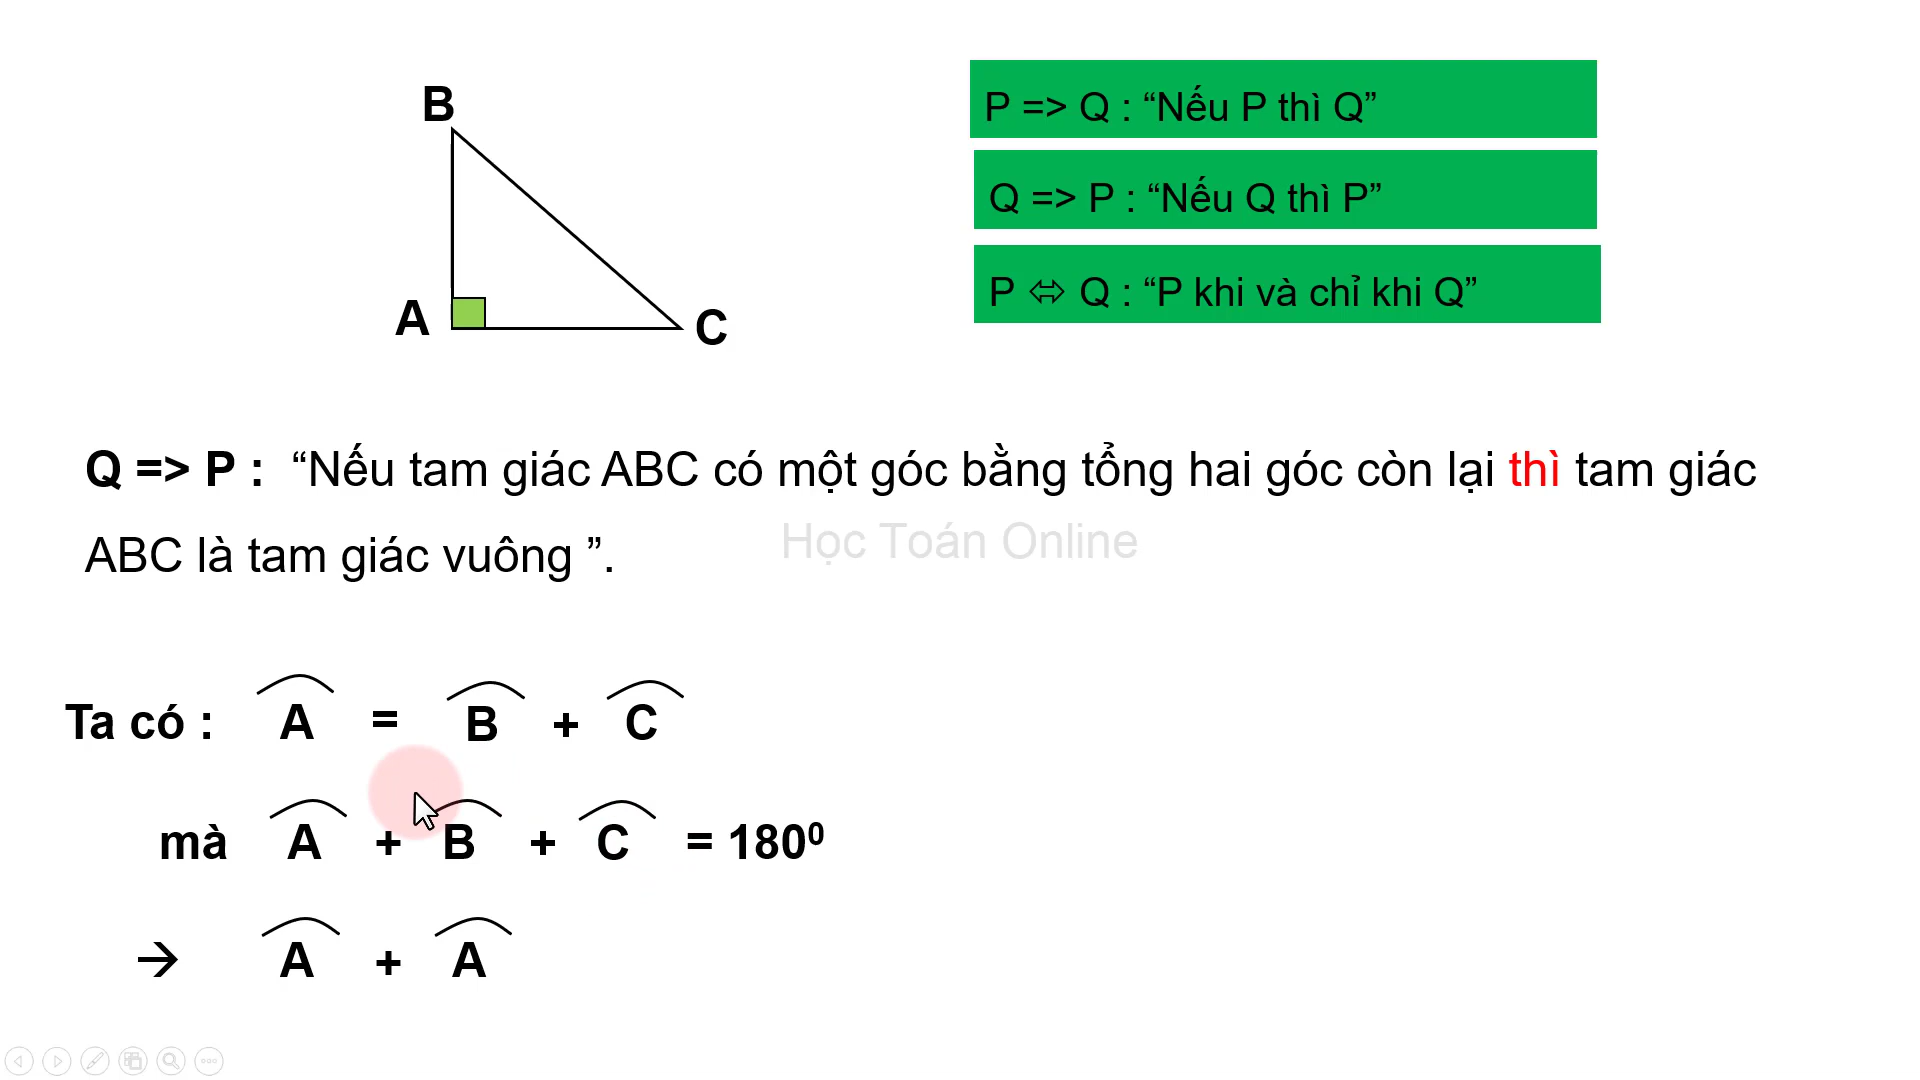 B
A
C
P => Q : “Nếu P thì Q”
Q => P : “Nếu Q thì P”
P ⬄ Q : “P khi và chỉ khi Q”
Q => P : “Nếu tam giác ABC có một góc bằng tổng hai góc còn lại thì tam giác
Học Toán Online
ABC là tam giác vuông ”.
Ta có : A = B + C
mà A + B + C = 180⁰
→ A + A